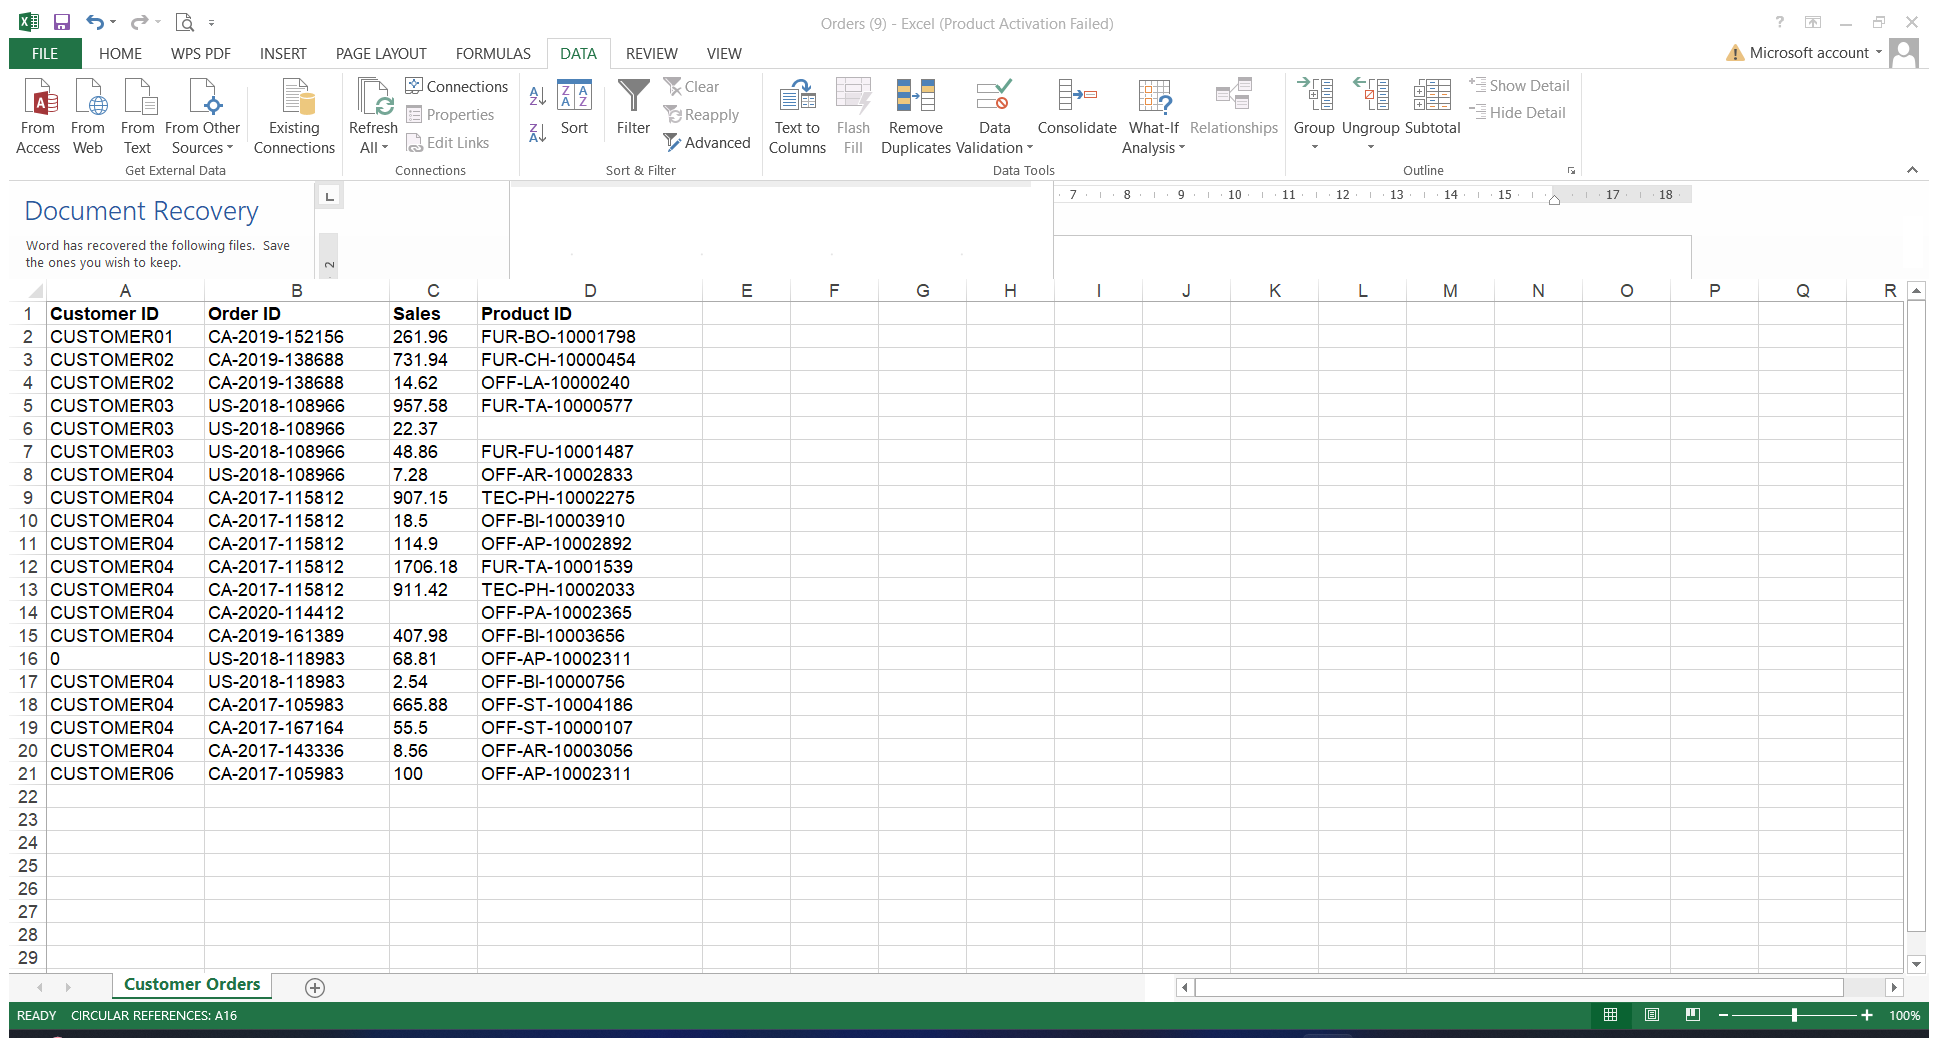 Orders (9) - Excel (Product Activation Failed)
FILE HOME WPS PDF INSERT PAGE LAYOUT FORMULAS DATA REVIEW VIEW Microsoft account
From Access
From Web
From Text
From Other Sources
Existing Connections
Get External Data
Refresh All
Connections
Properties
Edit Links
Connections
Sort
Filter
Clear
Reapply
Advanced
Sort & Filter
Text to Columns
Flash Fill
Remove Duplicates
Data Validation
Consolidate
What-If Analysis
Relationships
Data Tools
Group
Ungroup
Subtotal
Show Detail
Hide Detail
Outline
Document Recovery
Word has recovered the following files. Save
the ones you wish to keep.
L
2
7 8 9 10 11 12 13 14 15 17 18
A B C D E F G H I J K L M N O P Q R
1 Customer ID Order ID Sales Product ID
2 CUSTOMER01 CA-2019-152156 261.96 FUR-BO-10001798
3 CUSTOMER02 CA-2019-138688 731.94 FUR-CH-10000454
4 CUSTOMER02 CA-2019-138688 14.62 OFF-LA-10000240
5 CUSTOMER03 US-2018-108966 957.58 FUR-TA-10000577
6 CUSTOMER03 US-2018-108966 22.37
7 CUSTOMER03 US-2018-108966 48.86 FUR-FU-10001487
8 CUSTOMER04 US-2018-108966 7.28 OFF-AR-10002833
9 CUSTOMER04 CA-2017-115812 907.15 TEC-PH-10002275
10 CUSTOMER04 CA-2017-115812 18.5 OFF-BI-10003910
11 CUSTOMER04 CA-2017-115812 114.9 OFF-AP-10002892
12 CUSTOMER04 CA-2017-115812 1706.18 FUR-TA-10001539
13 CUSTOMER04 CA-2017-115812 911.42 TEC-PH-10002033
14 CUSTOMER04 CA-2020-114412 OFF-PA-10002365
15 CUSTOMER04 CA-2019-161389 407.98 OFF-BI-10003656
16 0 US-2018-118983 68.81 OFF-AP-10002311
17 CUSTOMER04 US-2018-118983 2.54 OFF-BI-10000756
18 CUSTOMER04 CA-2017-105983 665.88 OFF-ST-10004186
19 CUSTOMER04 CA-2017-167164 55.5 OFF-ST-10000107
20 CUSTOMER04 CA-2017-143336 8.56 OFF-AR-10003056
21 CUSTOMER06 CA-2017-105983 100 OFF-AP-10002311
22
23
24
25
26
27
28
29
Customer Orders
READY CIRCULAR REFERENCES: A16 100%